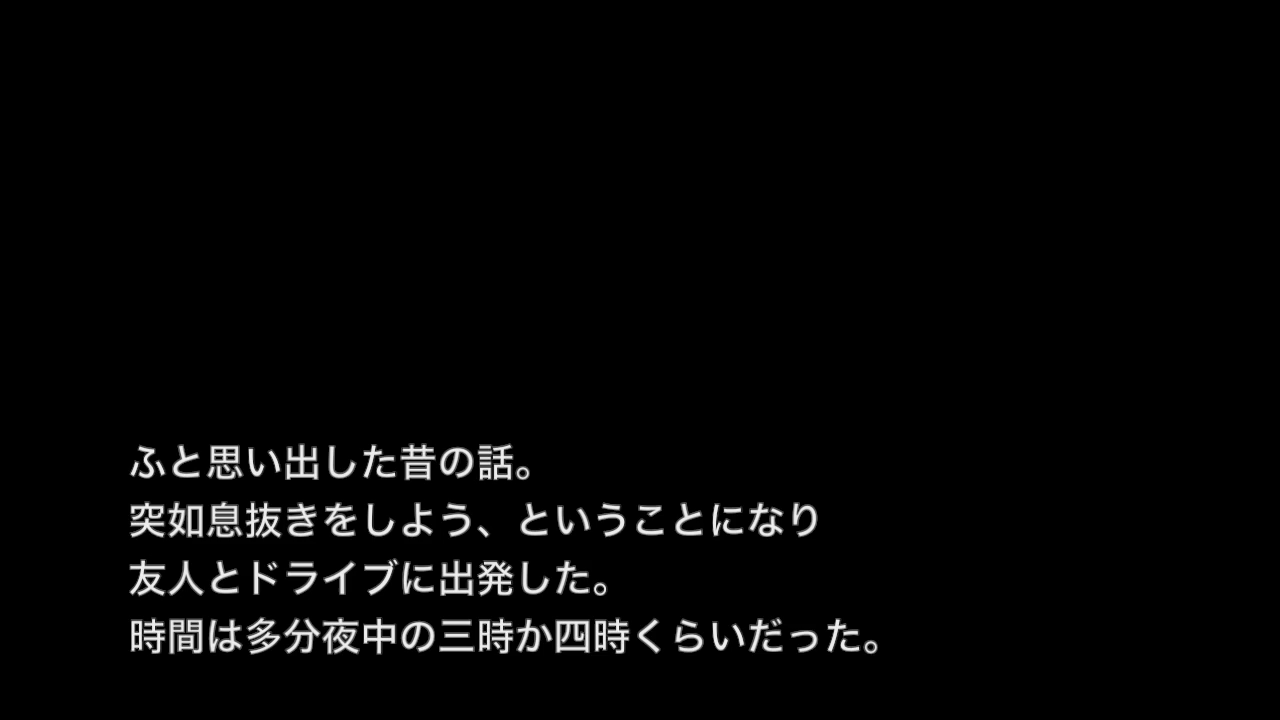 ふと思い出した昔の話。
突如息抜きをしよう、ということになり
友人とドライブに出発した。
時間は多分夜中の三時か四時くらいだった。